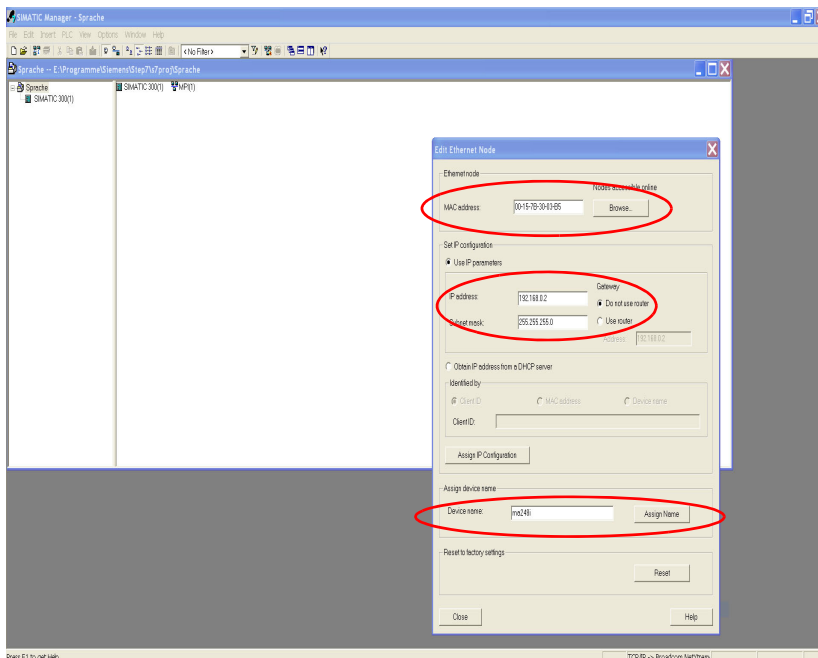 SIMATIC Manager - Sprache
File Edit Insert PLC View Options Window Help
< No Filter >
Sprache -- E:\Programme\Siemens\Step7\s7proj\Sprache
Sprache
SIMATIC 300(1)
SIMATIC 300(1) MPI(1)
Edit Ethernet Node
Ethernet node
Nodes accessible online
MAC address: 00-15-7B-30-03-B5 Browse..
Set IP configuration
Use IP parameters
IP address: 192.168.0.2
Gateway
Do not use router
Subnet mask: 255.255.255.0
Use router
Address: 192.168.0.2
Obtain IP address from a DHCP server
Identified by
Client ID MAC address Device name
Client ID:
Assign IP Configuration
Assign device name
Device name: ma248i Assign Name
Reset to factory settings
Reset
Close Help
Press F1 to get Help.
TCP/IP -> Broadcom NetXtrem